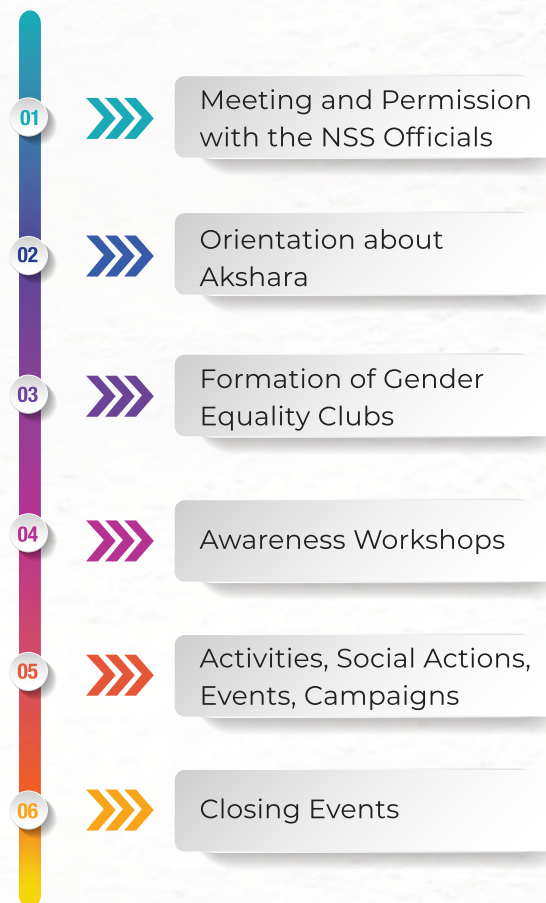 01
Meeting and Permission
with the NSS Officials
02
Orientation about
Akshara
03
Formation of Gender
Equality Clubs
04
Awareness Workshops
05
Activities, Social Actions,
Events, Campaigns
06
Closing Events